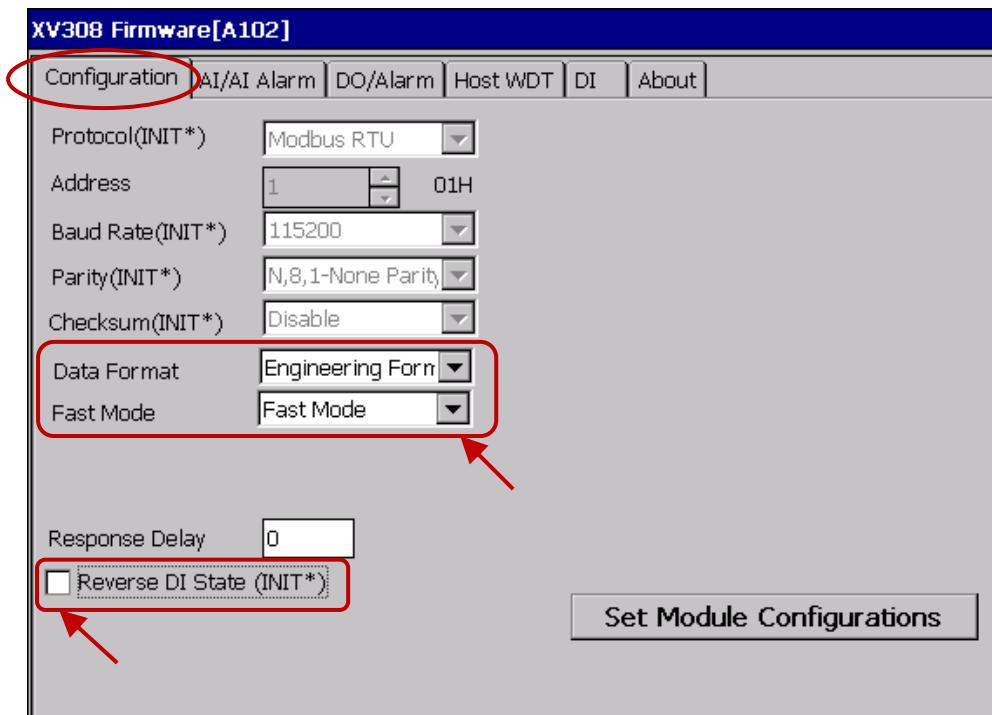 XV308 Firmware[A102]
Configuration AI/AI Alarm DO/Alarm Host WDT DI About
Protocol(INIT*) Modbus RTU
Address 1 01H
Baud Rate(INIT*) 115200
Parity(INIT*) N,8,1-None Parity
Checksum(INIT*) Disable
Data Format Engineering Form
Fast Mode Fast Mode
Response Delay 0
Reverse DI State (INIT*)
Set Module Configurations